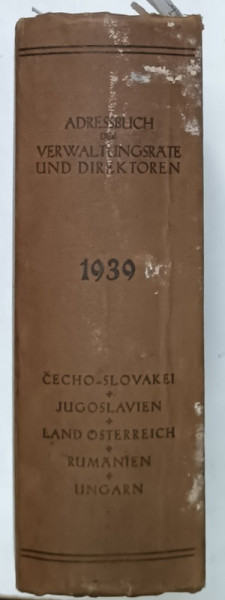 ADRESSBUCH
DER
VERWALTUNGSRÄTE
UND DIREKTOREN
1939
ČECHO-SLOVAKEI
JUGOSLAVIEN
LAND ÖSTERREICH
RUMÄNIEN
UNGARN